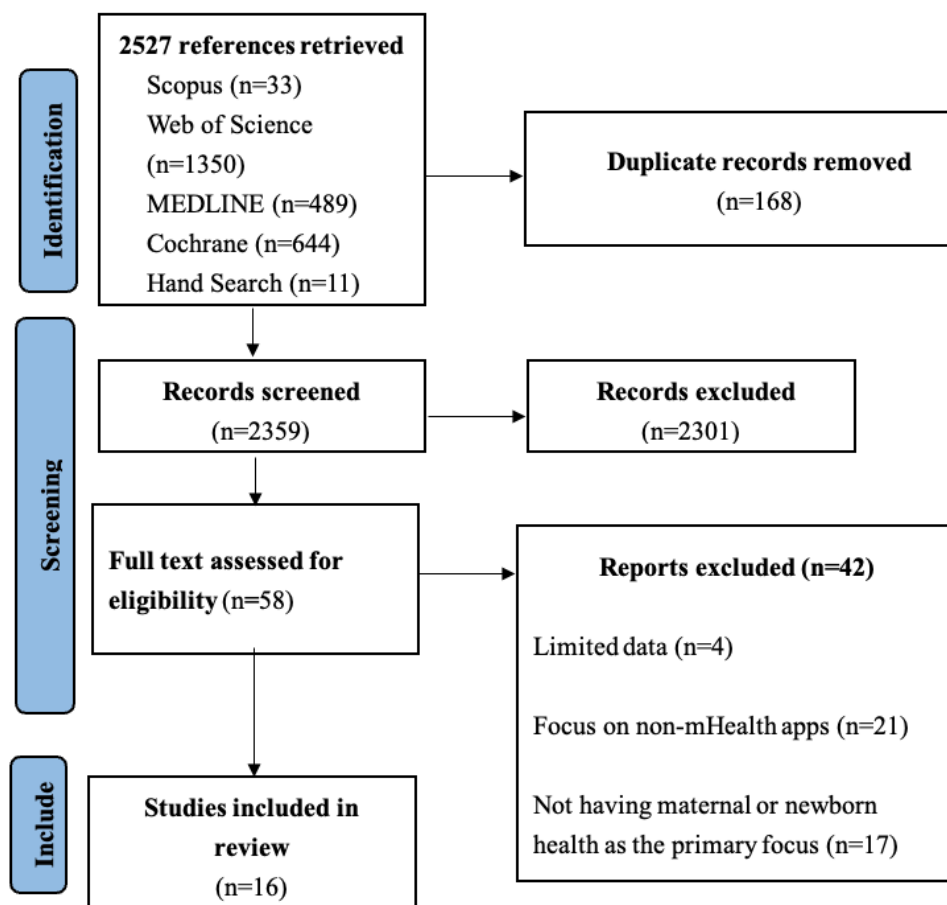 Identification
2527 references retrieved
Scopus (n=33)
Web of Science
(n=1350)
MEDLINE (n=489)
Cochrane (n=644)
Hand Search (n=11)
Duplicate records removed
(n=168)
Screening
Records screened
(n=2359)
Records excluded
(n=2301)
Full text assessed for
eligibility (n=58)
Reports excluded (n=42)
Limited data (n=4)
Focus on non-mHealth apps (n=21)
Not having maternal or newborn
health as the primary focus (n=17)
Include
Studies included in
review
(n=16)